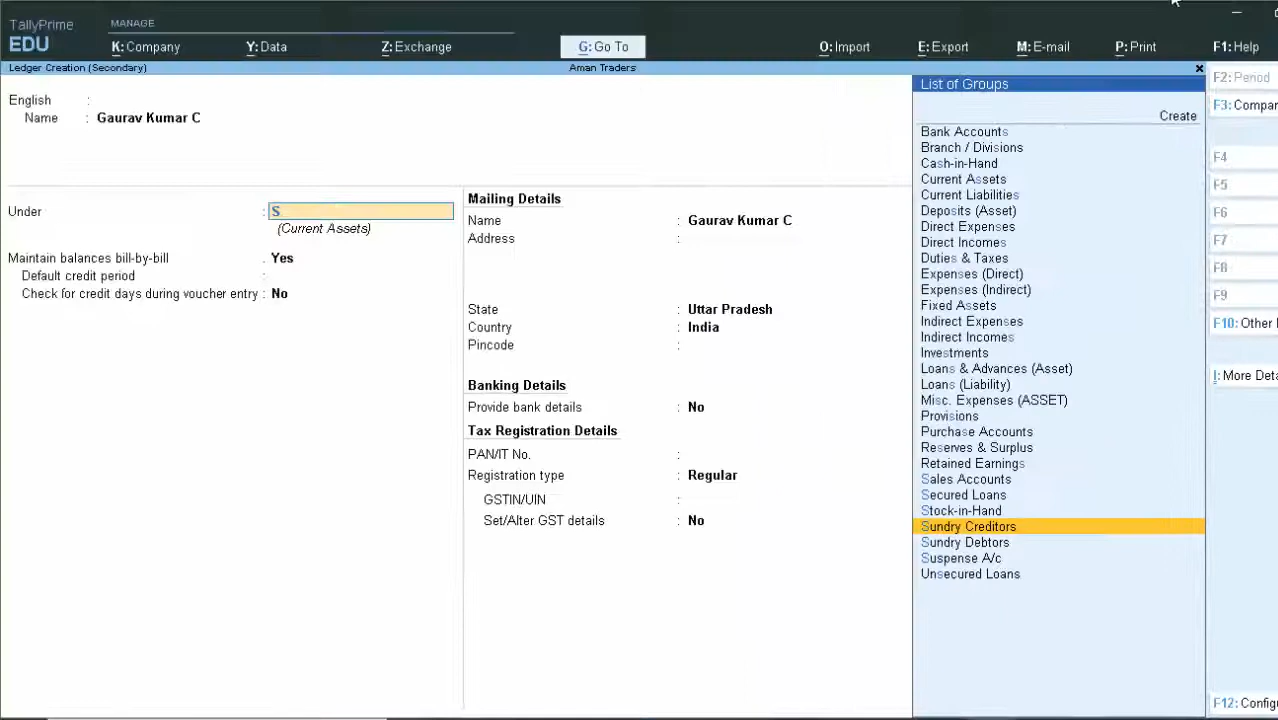 TallyPrime
EDU
MANAGE
K:Company
Y:Data
Z:Exchange
G:Go To
O:Import
E:Export
M:E-mail
P:Print
F1:Help
Ledger Creation (Secondary)
Aman Traders
English :
Name : Gaurav Kumar C
Under : S
(Current Assets)
Maintain balances bill-by-bill : Yes
Default credit period :
Check for credit days during voucher entry : No
Mailing Details
Name : Gaurav Kumar C
Address :
State : Uttar Pradesh
Country : India
Pincode :
Banking Details
Provide bank details : No
Tax Registration Details
PAN/IT No. :
Registration type : Regular
GSTIN/UIN :
Set/Alter GST details : No
List of Groups
Create
Bank Accounts
Branch / Divisions
Cash-in-Hand
Current Assets
Current Liabilities
Deposits (Asset)
Direct Expenses
Direct Incomes
Duties & Taxes
Expenses (Direct)
Expenses (Indirect)
Fixed Assets
Indirect Expenses
Indirect Incomes
Investments
Loans & Advances (Asset)
Loans (Liability)
Misc. Expenses (ASSET)
Provisions
Purchase Accounts
Reserves & Surplus
Retained Earnings
Sales Accounts
Secured Loans
Stock-in-Hand
Sundry Creditors
Sundry Debtors
Suspense A/c
Unsecured Loans
F2: Period
F3: Compan
F4
F5
F6
F7
F8
F9
F10: Other
I: More Deta
F12: Config